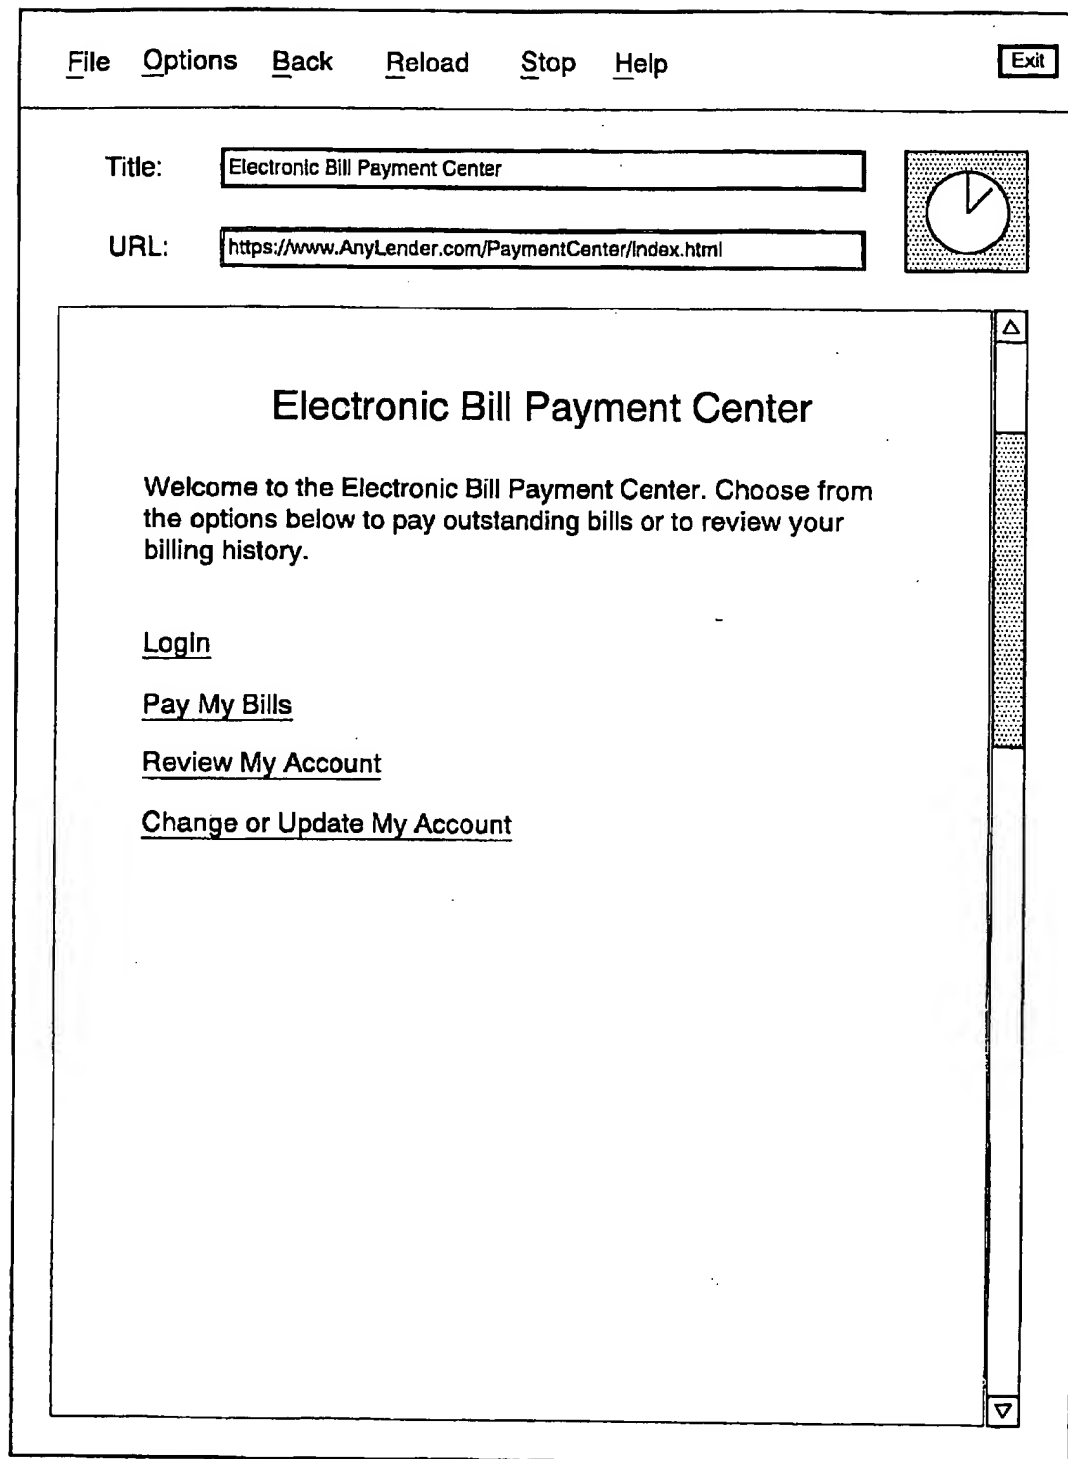 File Options Back Reload Stop Help Exit
Title: Electronic Bill Payment Center
URL: https://www.AnyLender.com/PaymentCenter/Index.html
Electronic Bill Payment Center
Welcome to the Electronic Bill Payment Center. Choose from
the options below to pay outstanding bills or to review your
billing history.
Login
Pay My Bills
Review My Account
Change or Update My Account